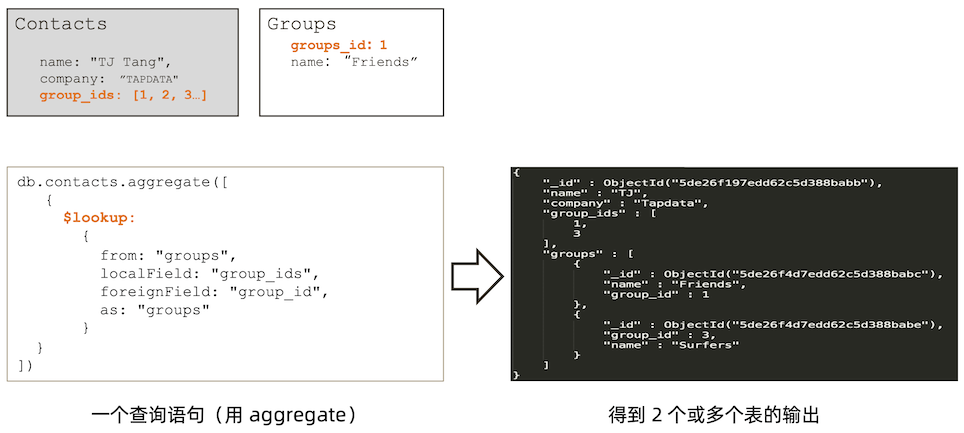 Contacts
name: "TJ Tang",
company: "TAPDATA"
group_ids: [1, 2, 3…]
Groups
groups_id: 1
name: "Friends"
db.contacts.aggregate([
{
$lookup:
{
from: "groups",
localField: "group_ids",
foreignField: "group_id",
as: "groups"
}
}
])
{
"_id" : ObjectId("5de26f197edd62c5d388babb"),
"name" : "TJ",
"company" : "Tapdata",
"group_ids" : [
1,
3
],
"groups" : [
{
"_id" : ObjectId("5de26f4d7edd62c5d388babc"),
"name" : "Friends",
"group_id" : 1
},
{
"_id" : ObjectId("5de26f4d7edd62c5d388babe"),
"group_id" : 3,
"name" : "Surfers"
}
]
}
一个查询语句（用 aggregate）
得到 2 个或多个表的输出